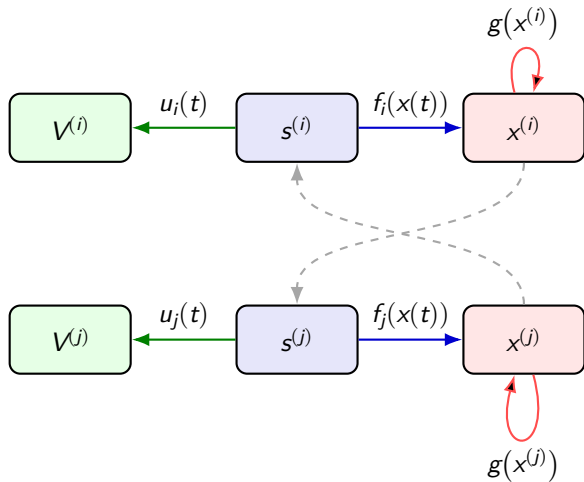 g(x^(i))
u_i(t) f_i(x(t))
V^(i) s^(i) x^(i)
u_j(t) f_j(x(t))
V^(j) s^(j) x^(j)
g(x^(j))